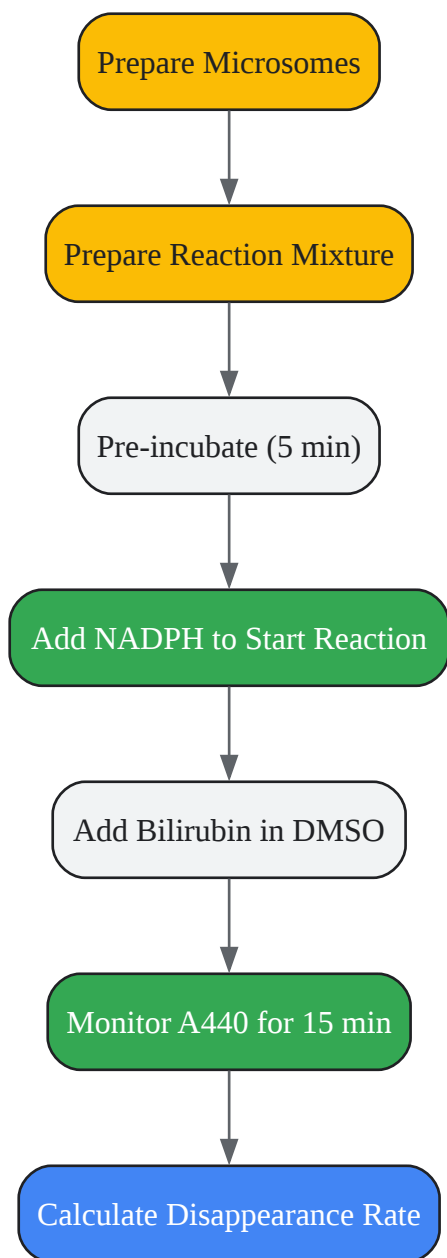 Prepare Microsomes
Prepare Reaction Mixture
Pre-incubate (5 min)
Add NADPH to Start Reaction
Add Bilirubin in DMSO
Monitor A440 for 15 min
Calculate Disappearance Rate